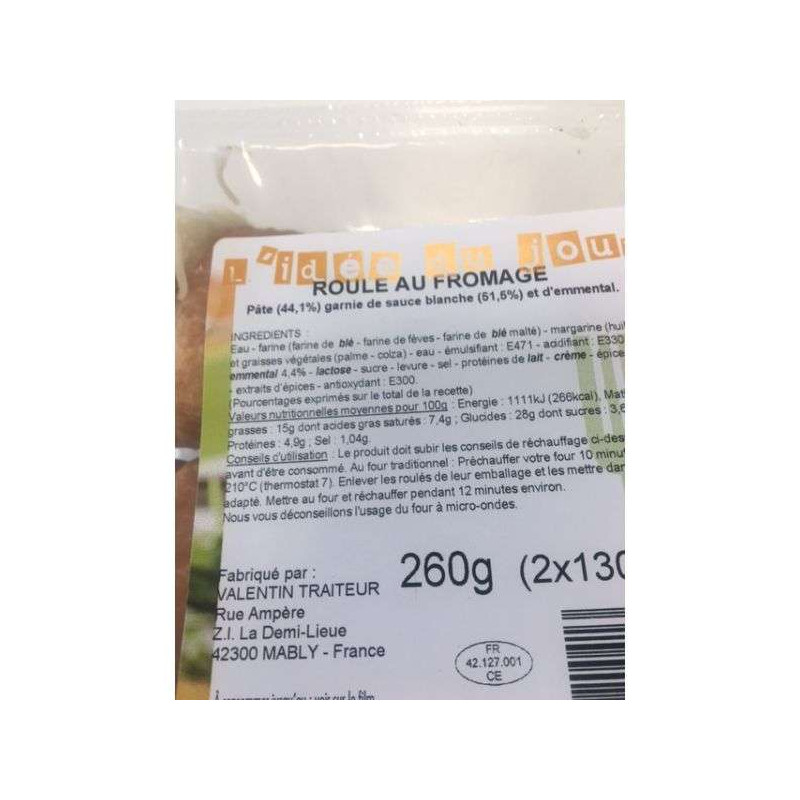 L'idée du jou
ROULE AU FROMAGE
Pâte (44,1%) garnie de sauce blanche (51,5%) et d'emmental.
INGREDIENTS :
Eau - farine (farine de blé - farine de fèves - farine de blé malté) - margarine (hui
et graisses végétales (palme - colza) - eau - émulsifiant : E471 - acidifiant : E330
emmental 4,4% - lactose - sucre - levure - sel - protéines de lait - crème - épice
- extraits d'épices - antioxydant : E300.
(Pourcentages exprimés sur le total de la recette)
Valeurs nutritionnelles moyennes pour 100g : Energie : 1111kJ (266kcal), Mat
grasses : 15g dont acides gras saturés : 7,4g ; Glucides : 28g dont sucres : 3,6
Protéines : 4,9g ; Sel : 1,04g.
Conseils d'utilisation : Le produit doit subir les conseils de réchauffage ci-des
avant d'être consommé. Au four traditionnel : Préchauffer votre four 10 minut
210°C (thermostat 7). Enlever les roulés de leur emballage et les mettre dan
adapté. Mettre au four et réchauffer pendant 12 minutes environ.
Nous vous déconseillons l'usage du four à micro-ondes.
Fabriqué par :
VALENTIN TRAITEUR
Rue Ampère
Z.I. La Demi-Lieue
42300 MABLY - France
260g (2x130
FR
42.127.001
CE